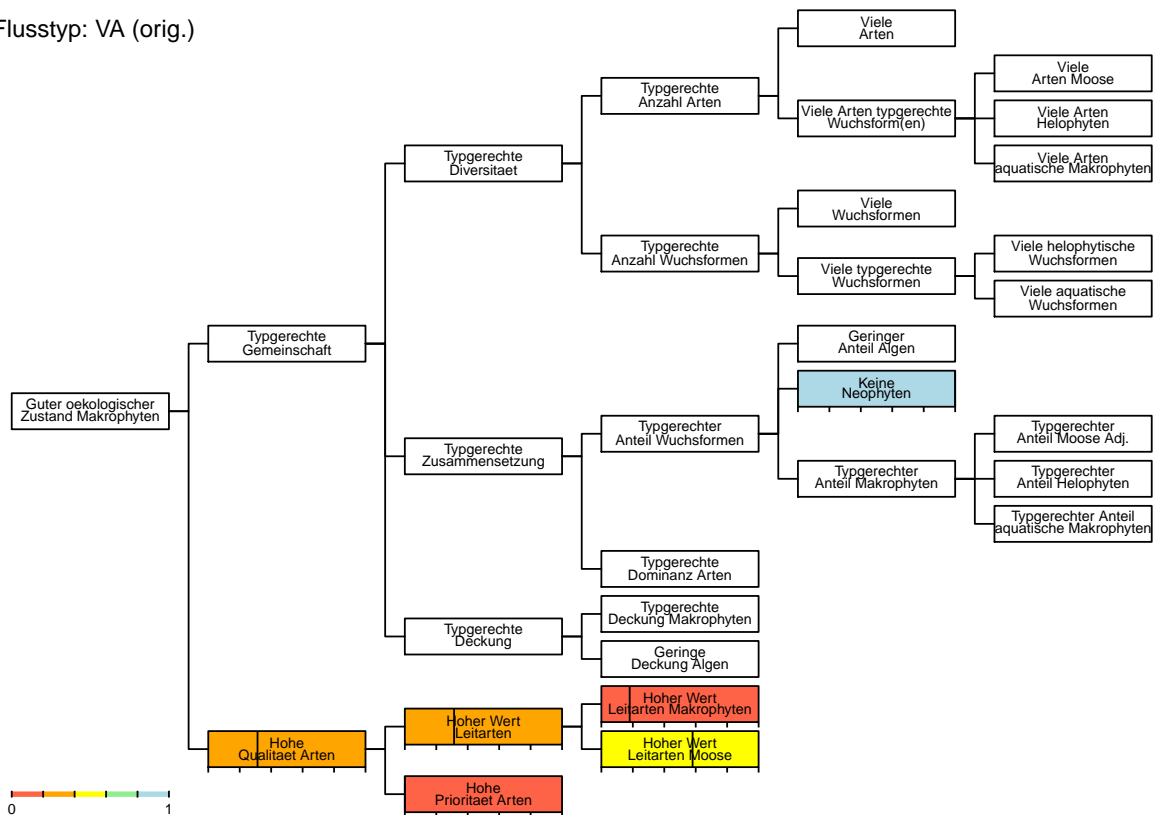 Flusstyp: VA (orig.)
Viele
Arten
Typgerechte
Anzahl Arten
Viele
Arten Moose
Viele Arten typgerechte
Wuchsform(en)
Viele Arten
Helophyten
Viele Arten
aquatische Makrophyten
Typgerechte
Diversitaet
Viele
Wuchsformen
Typgerechte
Anzahl Wuchsformen
Viele typgerechte
Wuchsformen
Viele helophytische
Wuchsformen
Viele aquatische
Wuchsformen
Typgerechte
Gemeinschaft
Guter oekologischer
Zustand Makrophyten
Geringer
Anteil Algen
Keine
Neophyten
Typgerechte
Zusammensetzung
Typgerechter
Anteil Wuchsformen
Typgerechter
Anteil Makrophyten
Typgerechter
Anteil Moose Adj.
Typgerechter
Anteil Helophyten
Typgerechter Anteil
aquatische Makrophyten
Typgerechte
Dominanz Arten
Typgerechte
Deckung
Typgerechte
Deckung Makrophyten
Geringe
Deckung Algen
Hohe
Qualitaet Arten
Hoher Wert
Leitarten
Hoher Wert
Leitarten Makrophyten
Hoher Wert
Leitarten Moose
Hohe
Prioritaet Arten
0 1